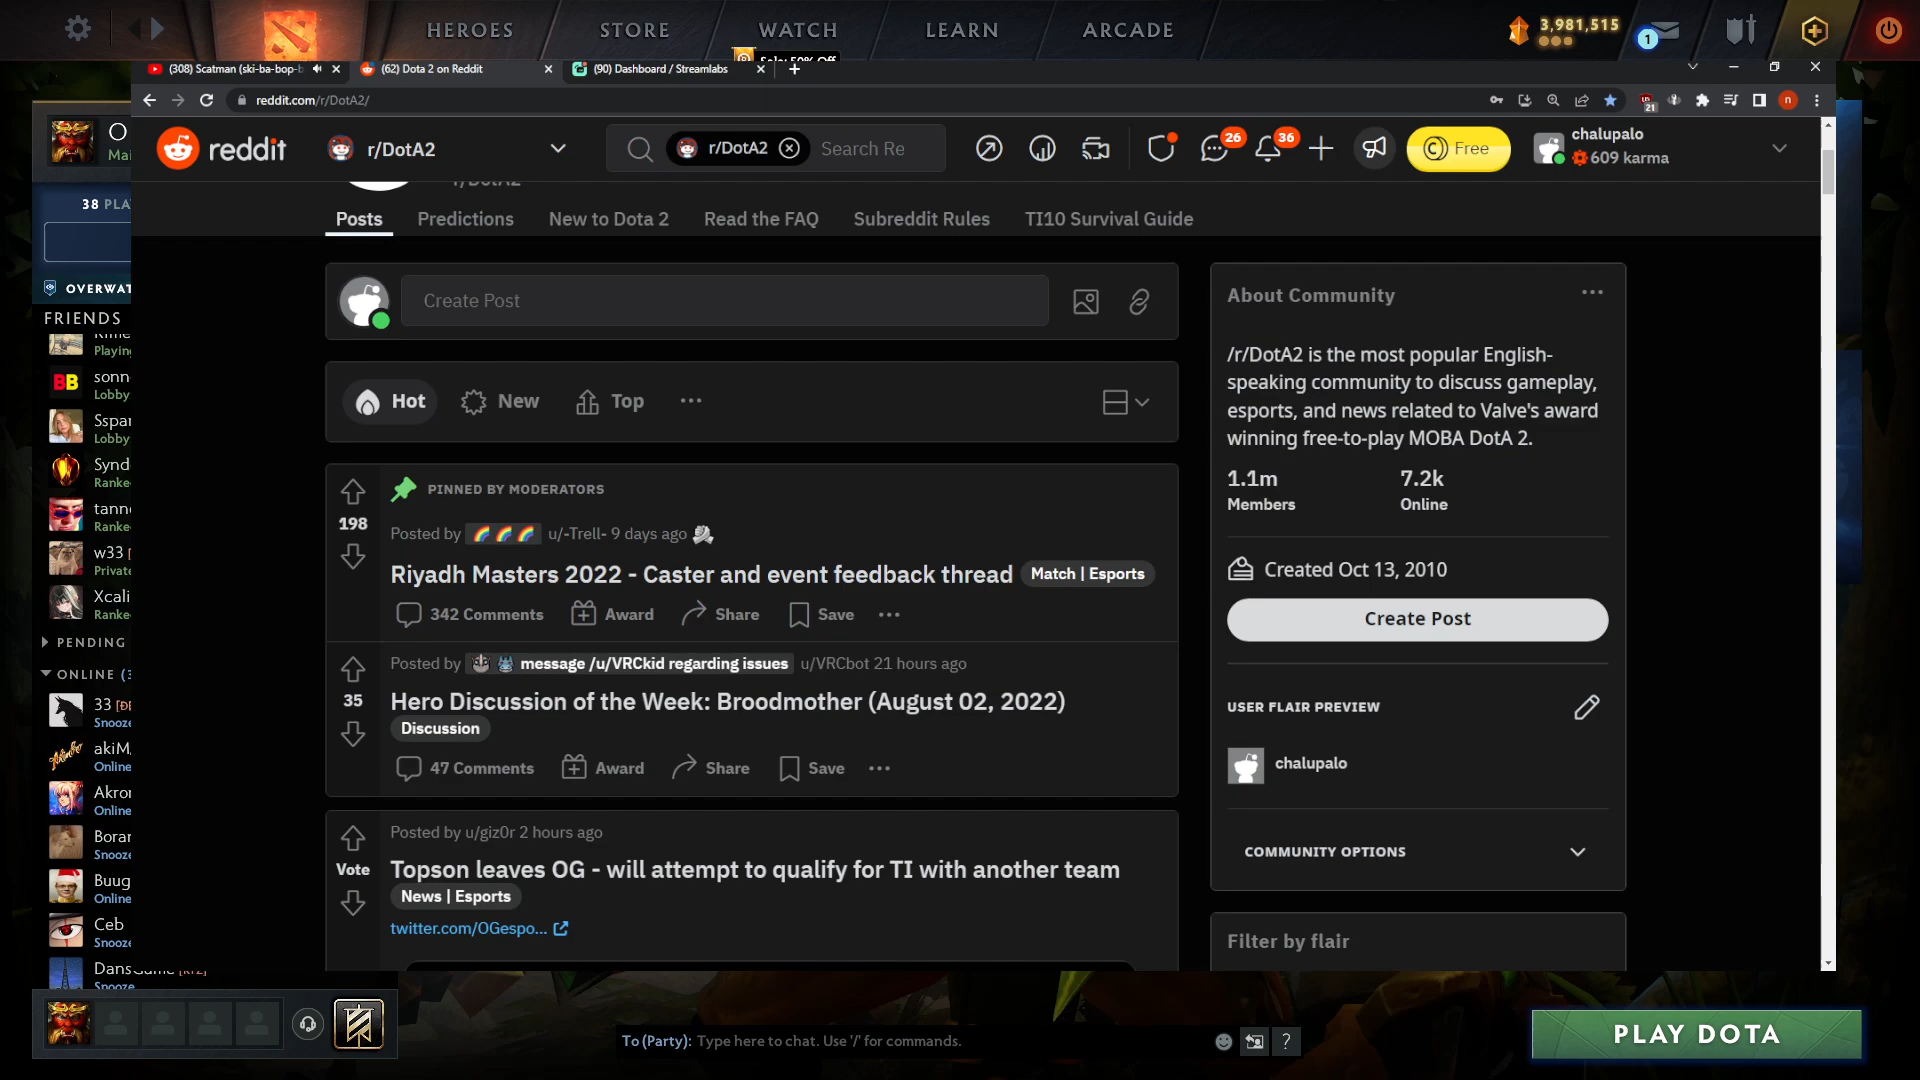 HEROES STORE WATCH LEARN ARCADE 3,981,515 1
(308) Scatman (ski-ba-bop-b (62) Dota 2 on Reddit (90) Dashboard / Streamlabs
reddit.com/r/DotA2/ 21 n
reddit r/DotA2 r/DotA2 Search Re 26 36 Free chalupalo
609 karma
Posts Predictions New to Dota 2 Read the FAQ Subreddit Rules TI10 Survival Guide
38 PLA
OVERWAT
FRIENDS
Playing
sonn
Lobby
Sspar
Lobby
Synd
Ranke
tann
Ranke
w33
Private
Xcali
Ranke
PENDING
ONLINE
33
Snooze
akiM
Online
Akror
Online
Borar
Snooze
Buug
Online
Ceb
Snooze
Snooze
Create Post
Hot New Top
PINNED BY MODERATORS
198
Posted by u/-Trell- 9 days ago
Riyadh Masters 2022 - Caster and event feedback thread Match | Esports
342 Comments Award Share Save
Posted by message /u/VRCkid regarding issues u/VRCbot 21 hours ago
35
Hero Discussion of the Week: Broodmother (August 02, 2022)
Discussion
47 Comments Award Share Save
Posted by u/giz0r 2 hours ago
Vote
Topson leaves OG - will attempt to qualify for TI with another team
News | Esports
twitter.com/OGespo...
About Community
/r/DotA2 is the most popular English-
speaking community to discuss gameplay,
esports, and news related to Valve's award
winning free-to-play MOBA DotA 2.
1.1m 7.2k
Members Online
Created Oct 13, 2010
Create Post
USER FLAIR PREVIEW
chalupalo
COMMUNITY OPTIONS
Filter by flair
To (Party): Type here to chat. Use '/' for commands.
?
PLAY DOTA